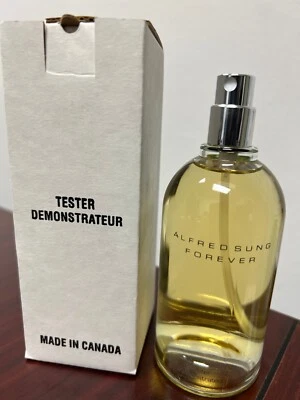 TESTER
DEMONSTRATEUR
MADE IN CANADA
ALFRED SUNG
FOREVER